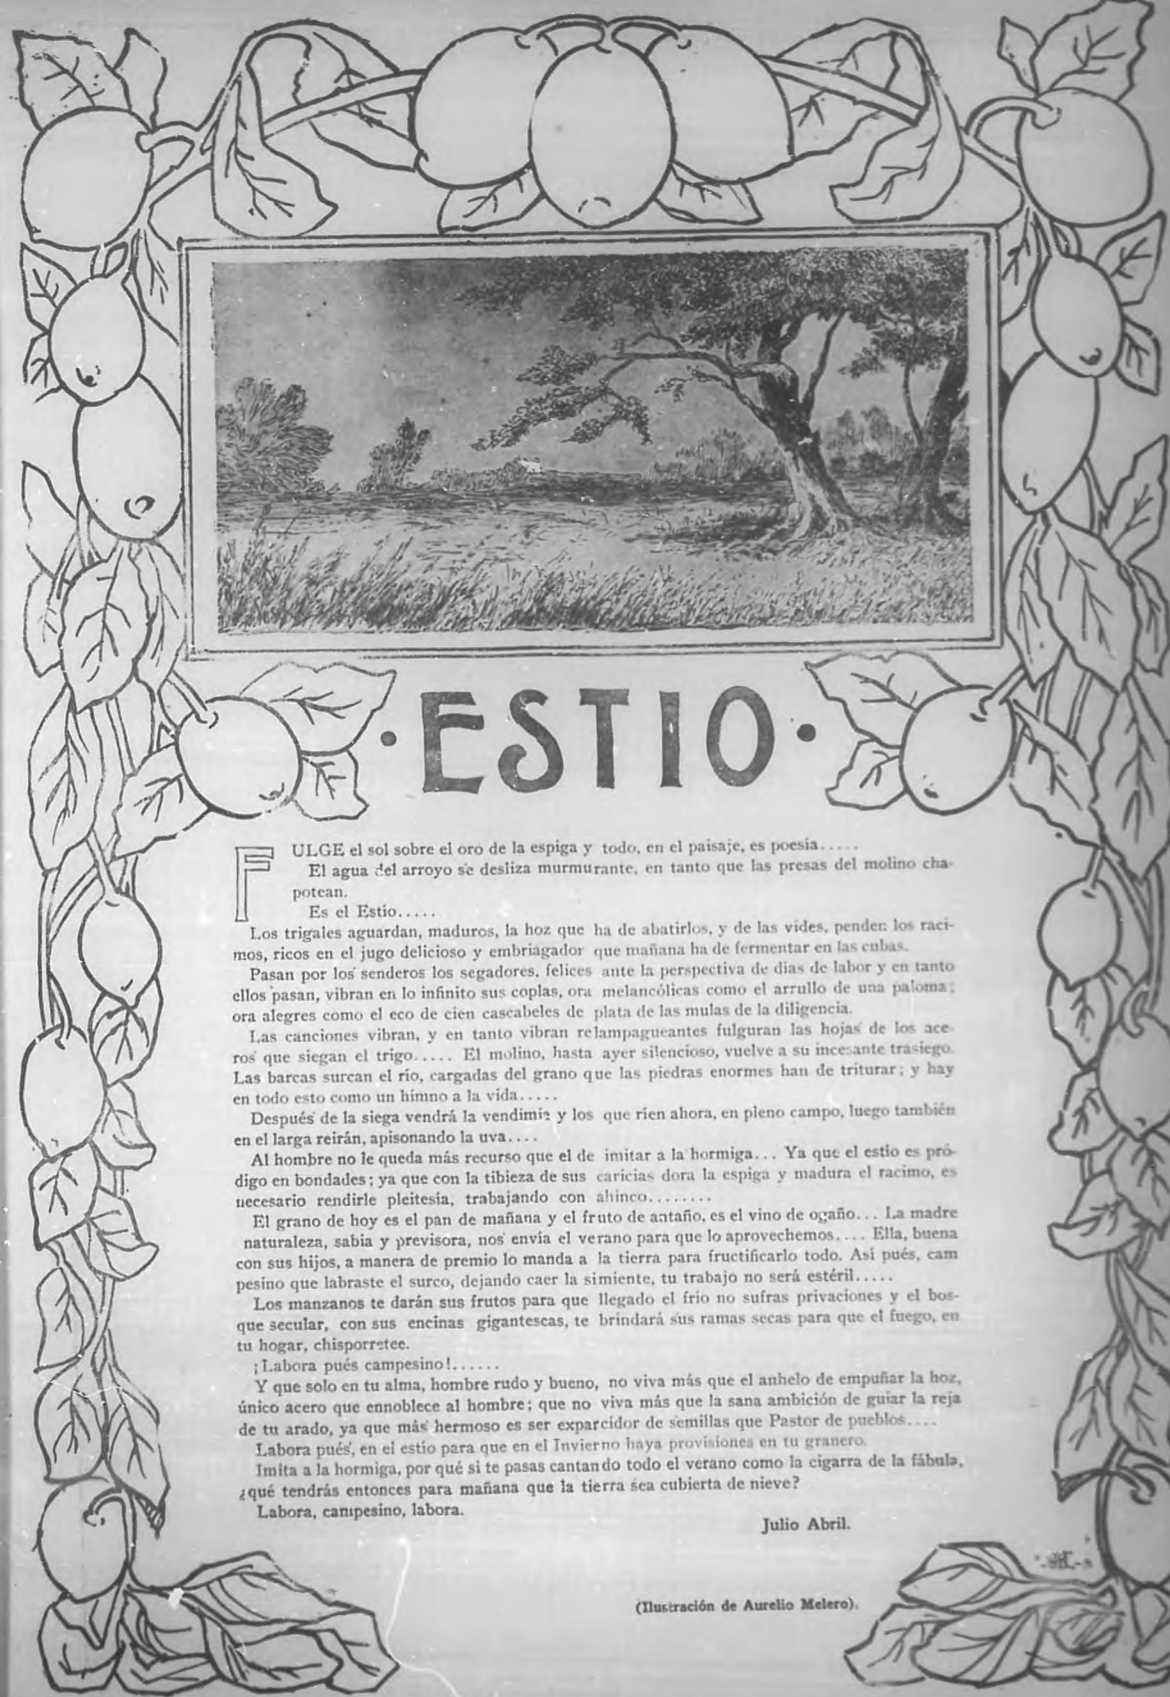 · ESTIO ·
FULGE el sol sobre el oro de la espiga y todo, en el paisaje, es poesía.....
El agua del arroyo se desliza murmurante, en tanto que las presas del molino cha-
potean.
Es el Estio.....
Los trigales aguardan, maduros, la hoz que ha de abatirlos, y de las vides, penden los raci-
mos, ricos en el jugo delicioso y embriagador que mañana ha de fermentar en las cubas.
Pasan por los senderos los segadores, felices ante la perspectiva de dias de labor y en tanto
ellos pasan, vibran en lo infinito sus coplas, ora melancólicas como el arrullo de una paloma;
ora alegres como el eco de cien cascabeles de plata de las mulas de la diligencia.
Las canciones vibran, y en tanto vibran relampagueantes fulguran las hojas de los ace-
ros que siegan el trigo..... El molino, hasta ayer silencioso, vuelve a su incesante trasiego.
Las barcas surcan el río, cargadas del grano que las piedras enormes han de triturar; y hay
en todo esto como un himno a la vida.....
Después de la siega vendrá la vendimia y los que rien ahora, en pleno campo, luego también
en el larga reirán, apisonando la uva....
Al hombre no le queda más recurso que el de imitar a la hormiga... Ya que el estio es pró-
digo en bondades; ya que con la tibieza de sus caricias dora la espiga y madura el racimo, es
necesario rendirle pleitesía, trabajando con ahinco........
El grano de hoy es el pan de mañana y el fruto de antaño, es el vino de ogaño... La madre
naturaleza, sabia y previsora, nos envia el verano para que lo aprovechemos.... Ella, buena
con sus hijos, a manera de premio lo manda a la tierra para fructificarlo todo. Asi pués, cam
pesino que labraste el surco, dejando caer la simiente, tu trabajo no será estéril.....
Los manzanos te darán sus frutos para que llegado el frio no sufras privaciones y el bos-
que secular, con sus encinas gigantescas, te brindará sus ramas secas para que el fuego, en
tu hogar, chisporretee.
¡Labora pués campesino!......
Y que solo en tu alma, hombre rudo y bueno, no viva más que el anhelo de empuñar la hoz,
único acero que ennoblece al hombre; que no viva más que la sana ambición de guiar la reja
de tu arado, ya que más hermoso es ser exparcidor de semillas que Pastor de pueblos....
Labora pués, en el estio para que en el Invierno haya provisiones en tu granero.
Imita a la hormiga, por qué si te pasas cantando todo el verano como la cigarra de la fábula,
¿qué tendrás entonces para mañana que la tierra sea cubierta de nieve?
Labora, campesino, labora.
Julio Abril.
(Ilustración de Aurelio Melero).